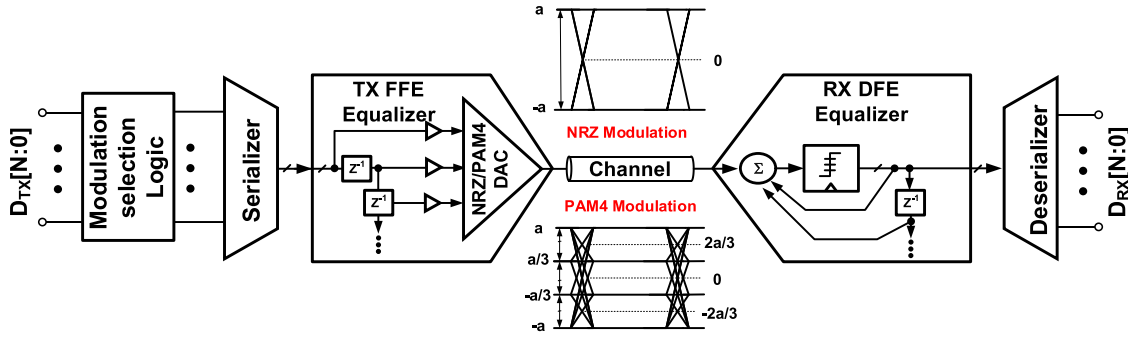 D_TX[N:0]
Modulation
selection
Logic
Serializer
TX FFE
Equalizer
z⁻¹
z⁻¹
NRZ/PAM4
DAC
a
0
-a
NRZ Modulation
Channel
PAM4 Modulation
a
2a/3
a/3
0
-a/3
-2a/3
-a
RX DFE
Equalizer
Σ
z⁻¹
Deserializer
D_RX[N:0]